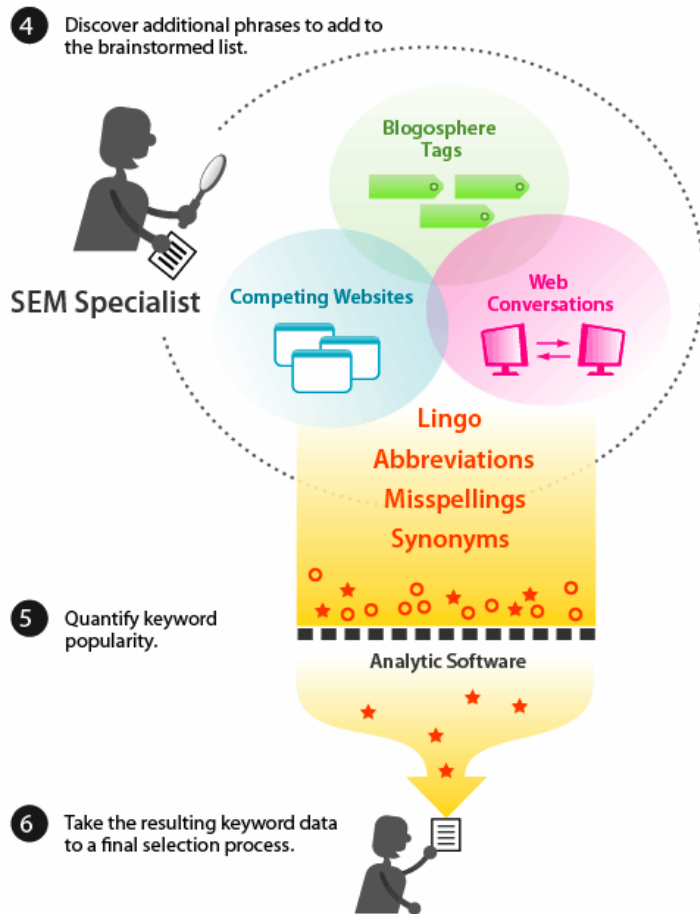 4
Discover additional phrases to add to
the brainstormed list.
Blogosphere
Tags
SEM Specialist
Competing Websites
Web
Conversations
Lingo
Abbreviations
Misspellings
Synonyms
5
Quantify keyword
popularity.
Analytic Software
6
Take the resulting keyword data
to a final selection process.